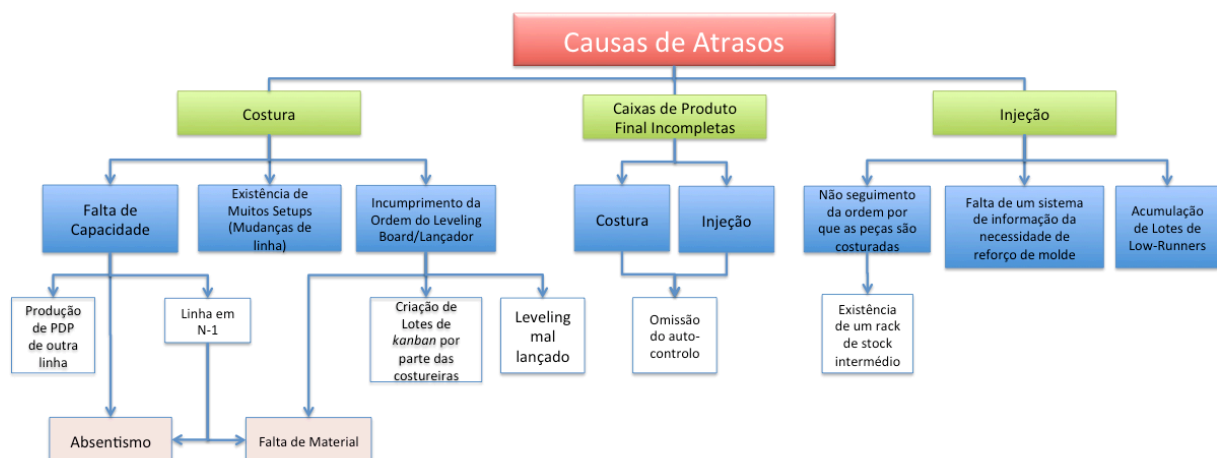 Causas de Atrasos
Costura
Caixas de Produto
Final Incompletas
Injeção
Falta de
Capacidade
Existência de
Muitos Setups
(Mudanças de
linha)
Incumprimento da
Ordem do Leveling
Board/Lançador
Costura
Injeção
Não seguimento
da ordem por
que as peças são
costuradas
Falta de um sistema
de informação da
necessidade de
reforço de molde
Acumulação
de Lotes de
Low-Runners
Produção
de PDP
de outra
linha
Linha em
N-1
Criação de
Lotes de
kanban por
parte das
costureiras
Leveling
mal
lançado
Omissão
do auto-
controlo
Existência
de um rack
de stock
intermédio
Absentismo
Falta de Material